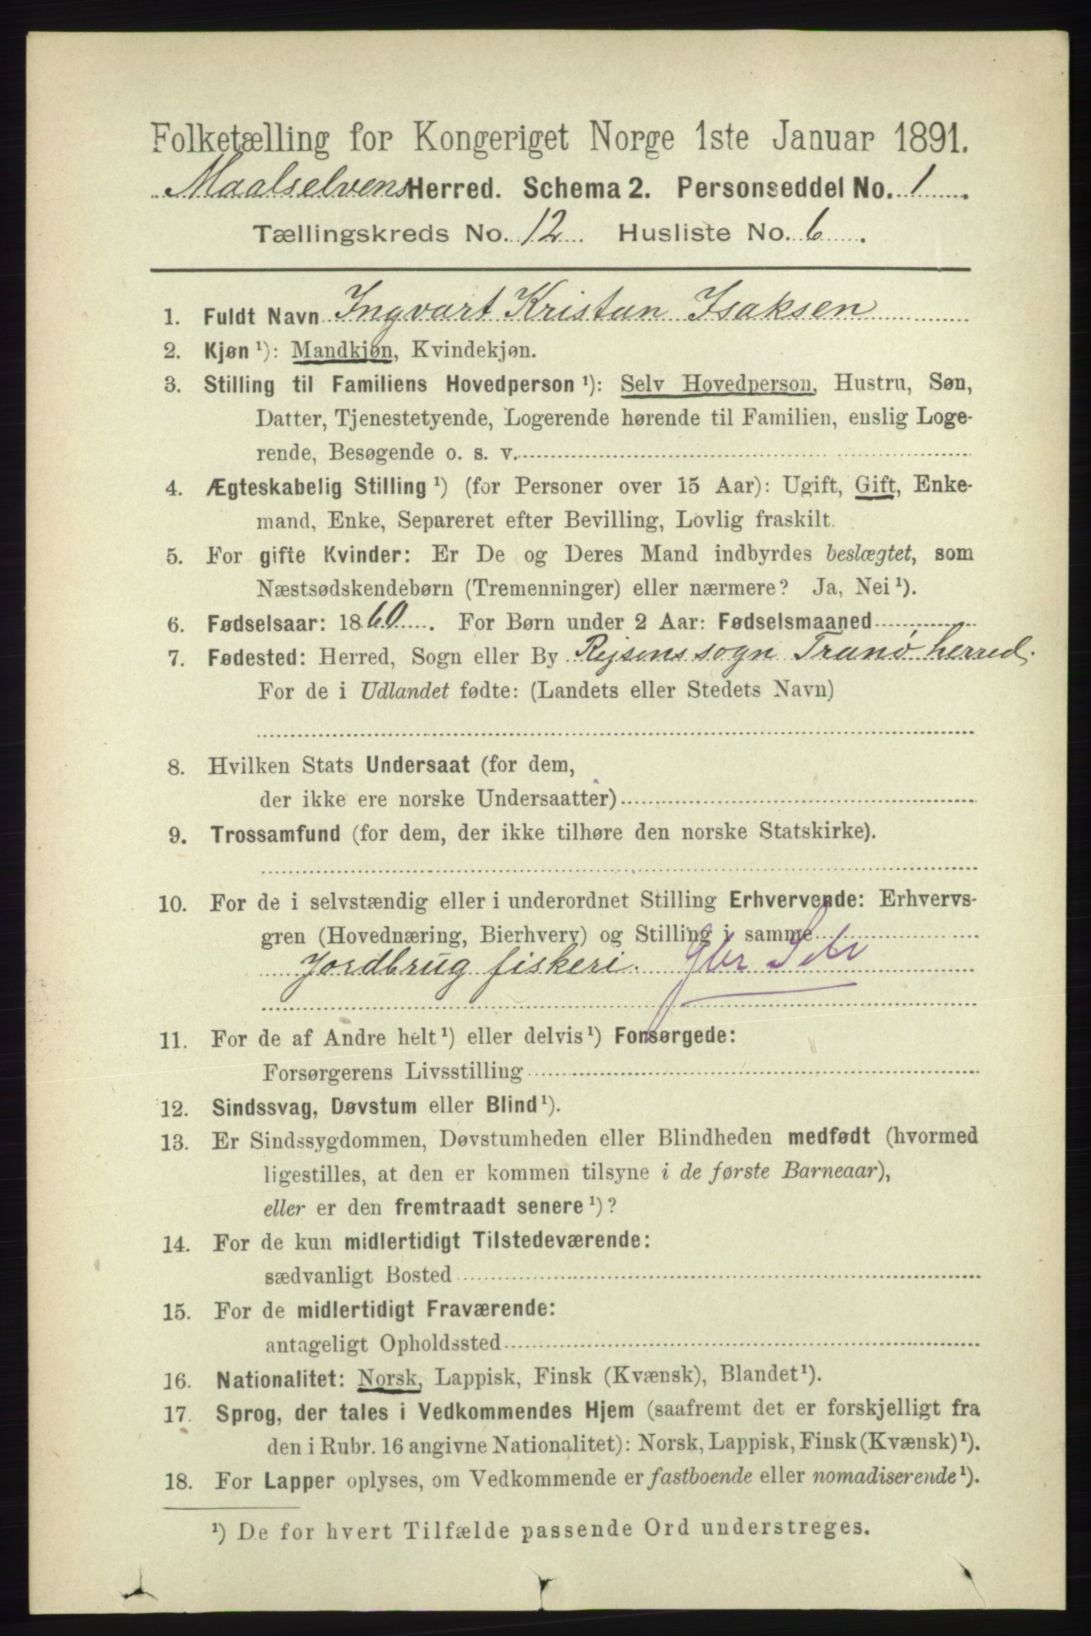 Folketælling for Kongeriget Norge 1ste Januar 1891.
Maalselvens Herred. Schema 2. Personseddel No. 1.
Tællingskreds No. 12. Husliste No. 6.
1. Fuldt Navn Ingvart Kristian Isaksen
2. Kjøn ¹): Mandkjøn, Kvindekjøn.
3. Stilling til Familiens Hovedperson ¹): Selv Hovedperson, Hustru, Søn,
Datter, Tjenestetyende, Logerende hørende til Familien, enslig Loge-
rende, Besøgende o. s. v.
4. Ægteskabelig Stilling ¹) (for Personer over 15 Aar): Ugift, Gift, Enke-
mand, Enke, Separeret efter Bevilling, Lovlig fraskilt.
5. For gifte Kvinder: Er De og Deres Mand indbyrdes beslægtet, som
Næstsødskendebørn (Tremenninger) eller nærmere? Ja, Nei ¹).
6. Fødselsaar: 1860. For Børn under 2 Aar: Fødselsmaaned
7. Fødested: Herred, Sogn eller By Rejsens sogn Tranø herred.
For de i Udlandet fødte: (Landets eller Stedets Navn)
8. Hvilken Stats Undersaat (for dem,
der ikke ere norske Undersaatter)
9. Trossamfund (for dem, der ikke tilhøre den norske Statskirke).
10. For de i selvstændig eller i underordnet Stilling Erhvervende: Erhvervs-
gren (Hovednæring, Bierhverv) og Stilling i samme
Jordbrug fiskeri. Gbr
11. For de af Andre helt ¹) eller delvis ¹) Forsørgede:
Forsørgerens Livsstilling
12. Sindssvag, Døvstum eller Blind ¹).
13. Er Sindssygdommen, Døvstumheden eller Blindheden medfødt (hvormed
ligestilles, at den er kommen tilsyne i de første Barneaar),
eller er den fremtraadt senere ¹)?
14. For de kun midlertidigt Tilstedeværende:
sædvanligt Bosted
15. For de midlertidigt Fraværende:
antageligt Opholdssted
16. Nationalitet: Norsk, Lappisk, Finsk (Kvænsk), Blandet ¹).
17. Sprog, der tales i Vedkommendes Hjem (saafremt det er forskjelligt fra
den i Rubr. 16 angivne Nationalitet): Norsk, Lappisk, Finsk (Kvænsk) ¹).
18. For Lapper oplyses, om Vedkommende er fastboende eller nomadiserende ¹).
¹) De for hvert Tilfælde passende Ord understreges.